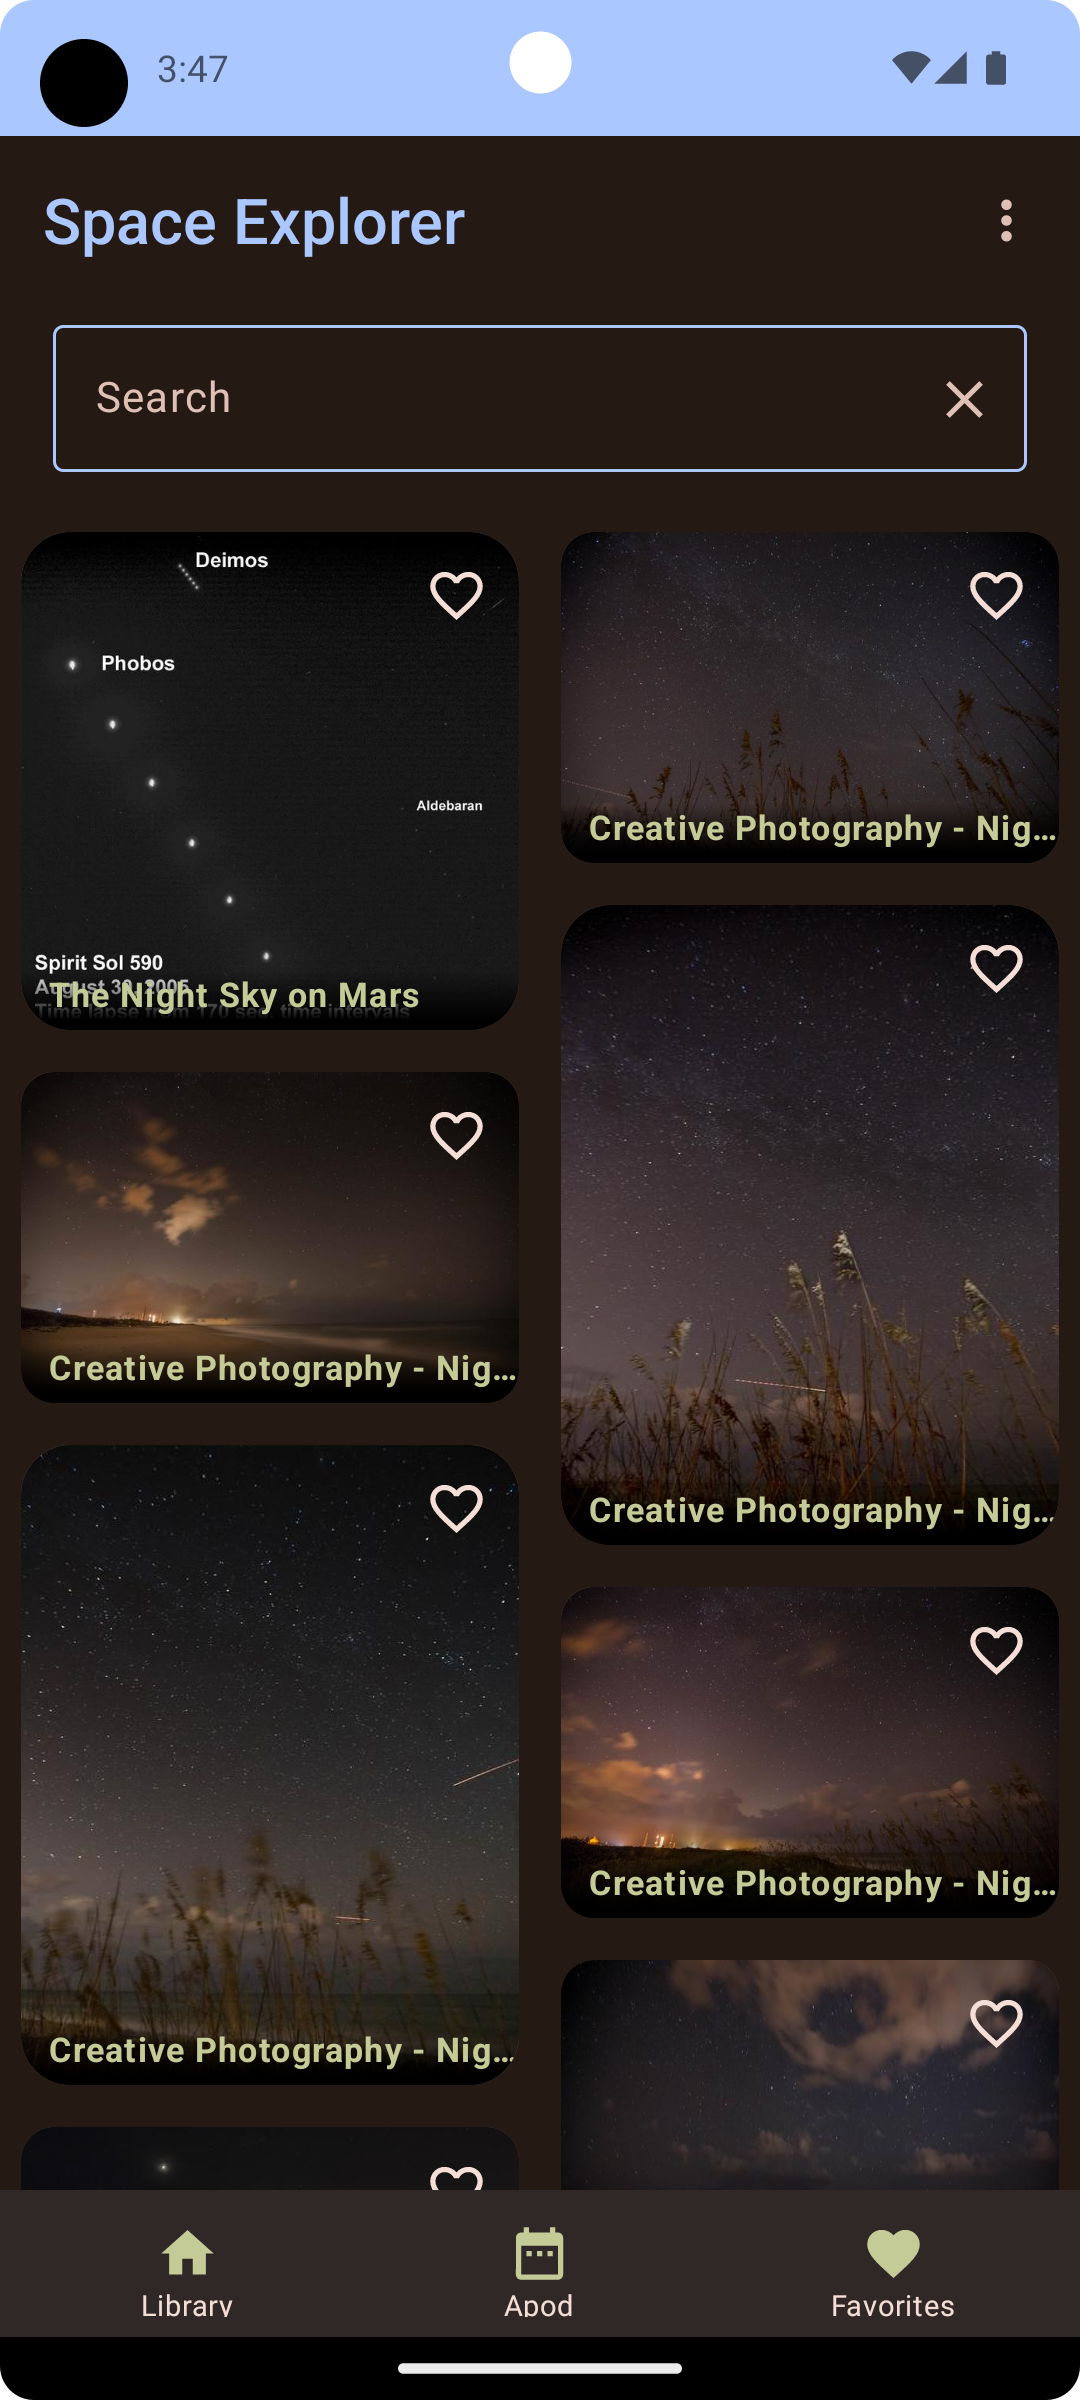 3:47
Space Explorer
Search
Deimos
Phobos
Aldebaran
Spirit Sol 590
August 30, 2005
The Night Sky on Mars
Time lapse from 170 sec. time intervals
Creative Photography - Nig...
Creative Photography - Nig...
Creative Photography - Nig...
Creative Photography - Nig...
Creative Photography - Nig...
Library
Apod
Favorites